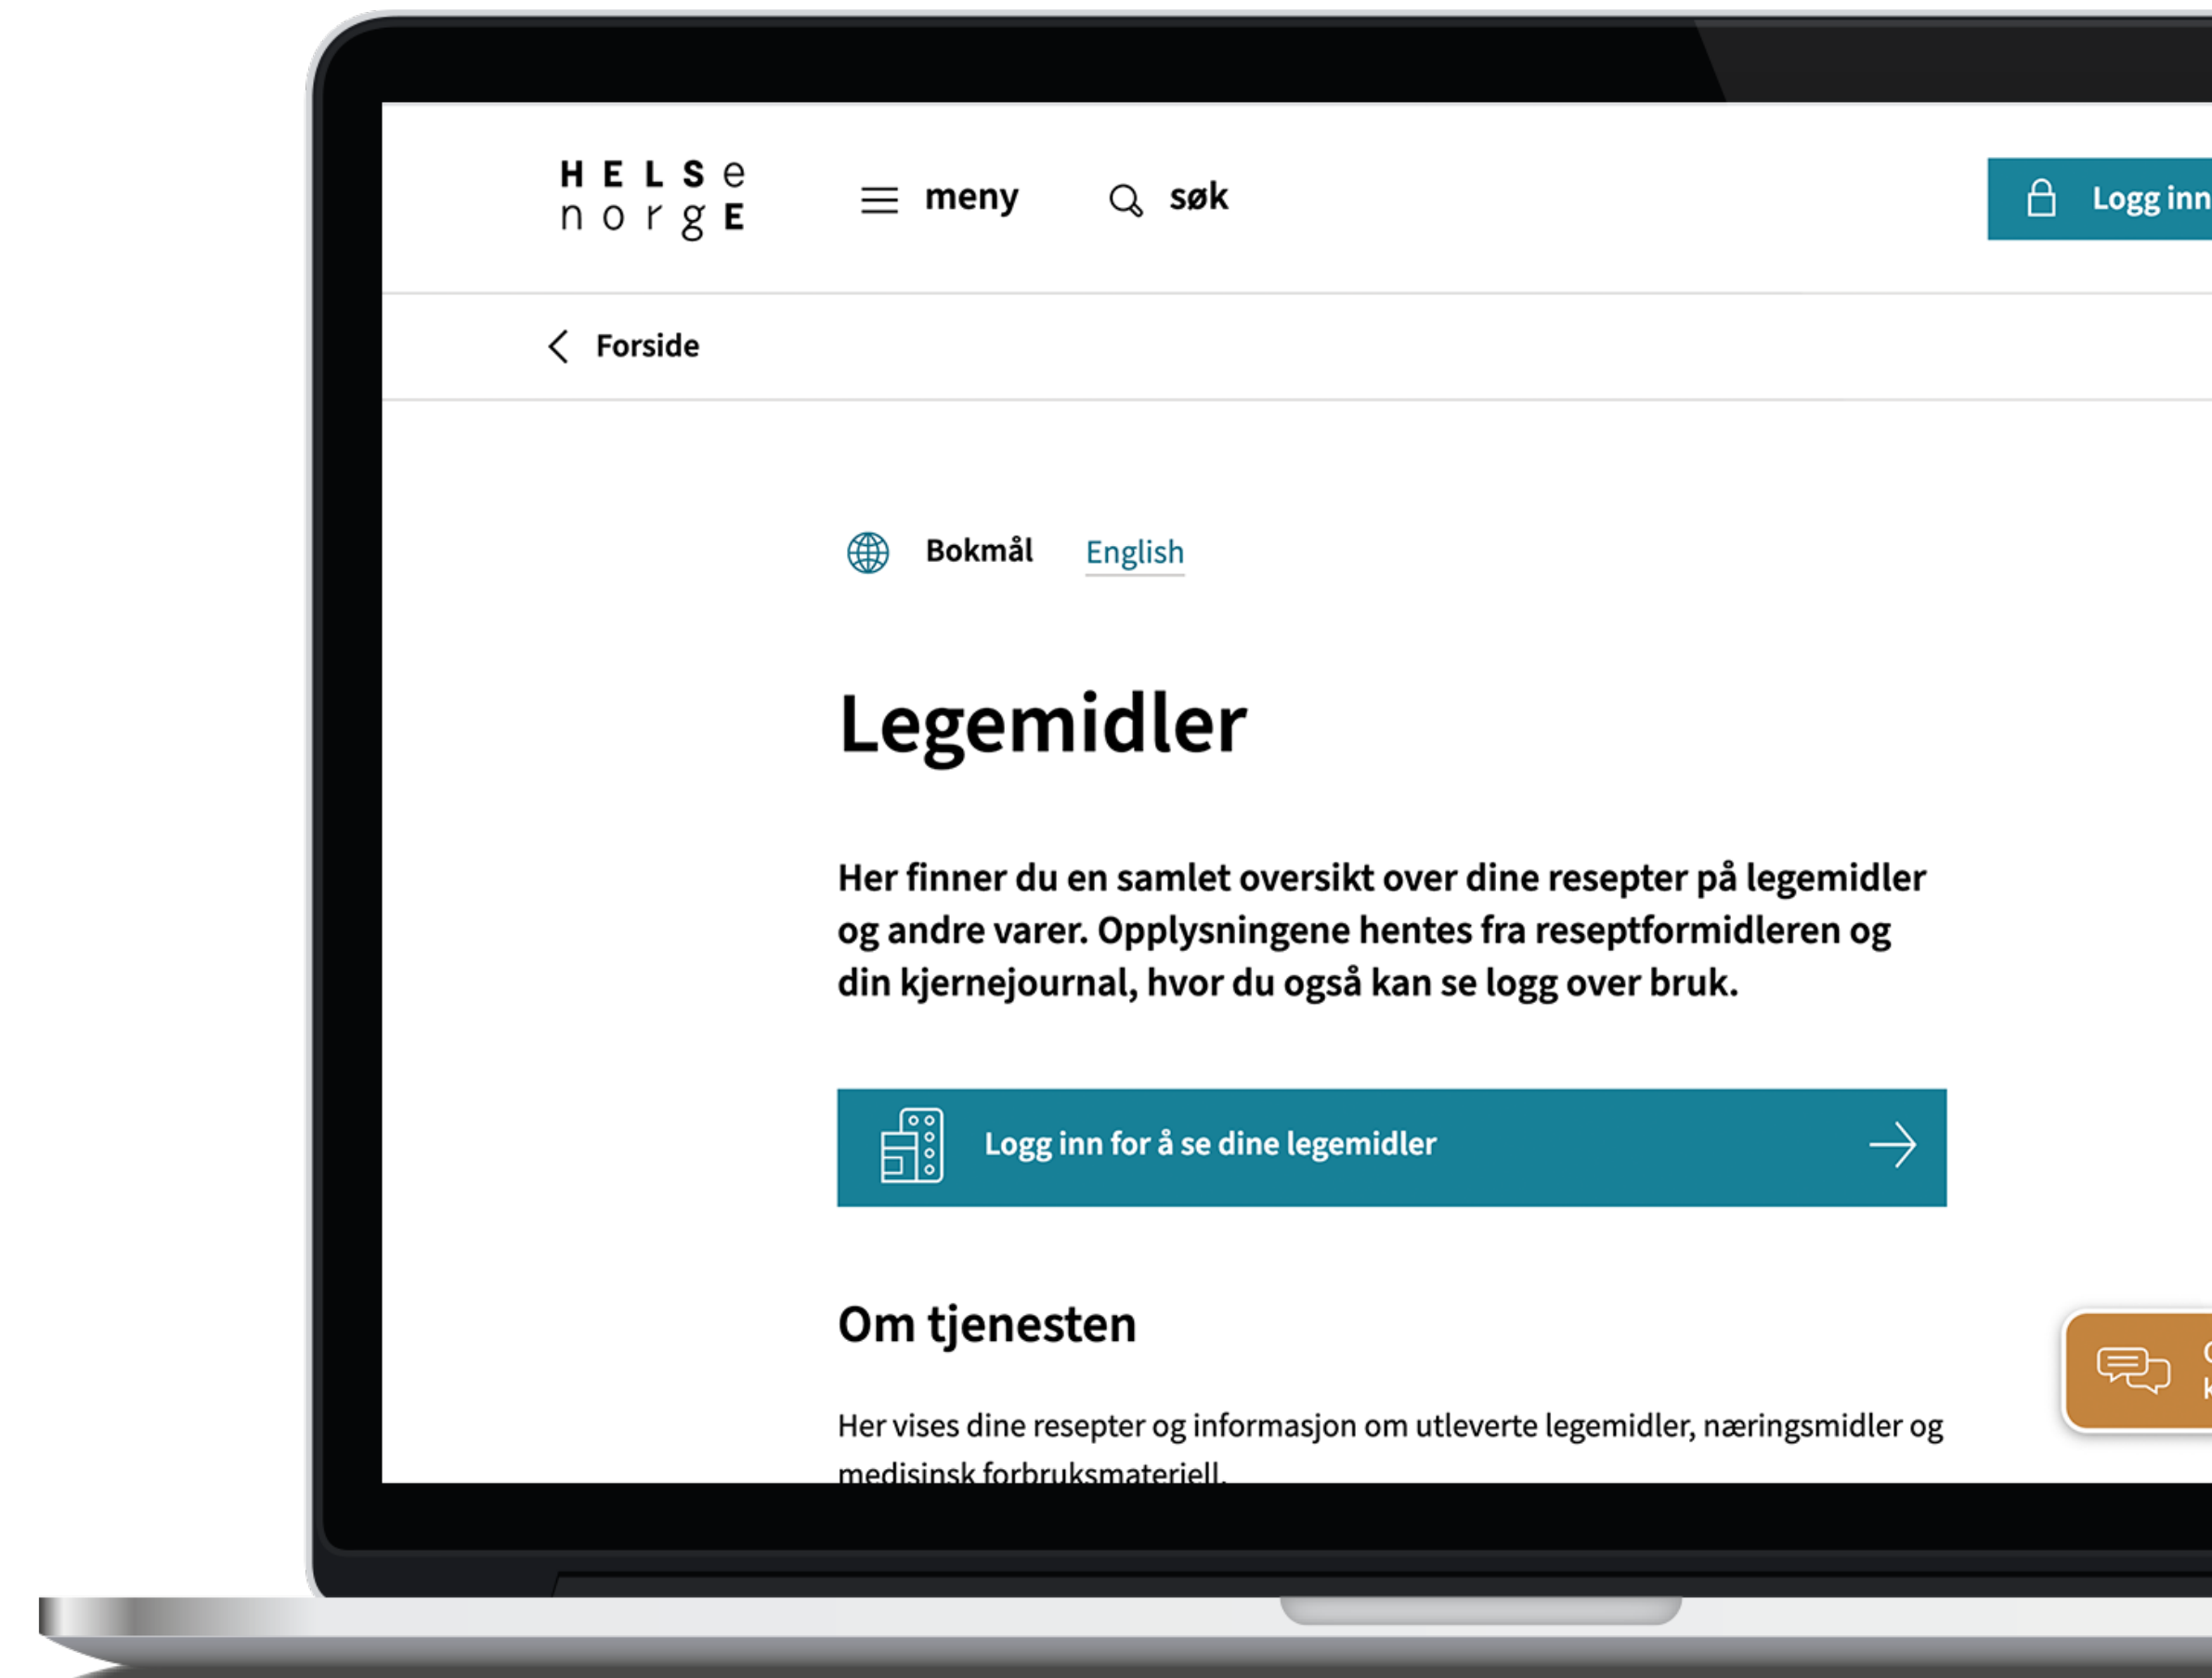 HELSe
norgE
meny
søk
Logg inn
Forside
Bokmål
English
Legemidler
Her finner du en samlet oversikt over dine resepter på legemidler
og andre varer. Opplysningene hentes fra reseptformidleren og
din kjernejournal, hvor du også kan se logg over bruk.
Logg inn for å se dine legemidler
Om tjenesten
Her vises dine resepter og informasjon om utleverte legemidler, næringsmidler og
medisinsk forbruksmateriell.